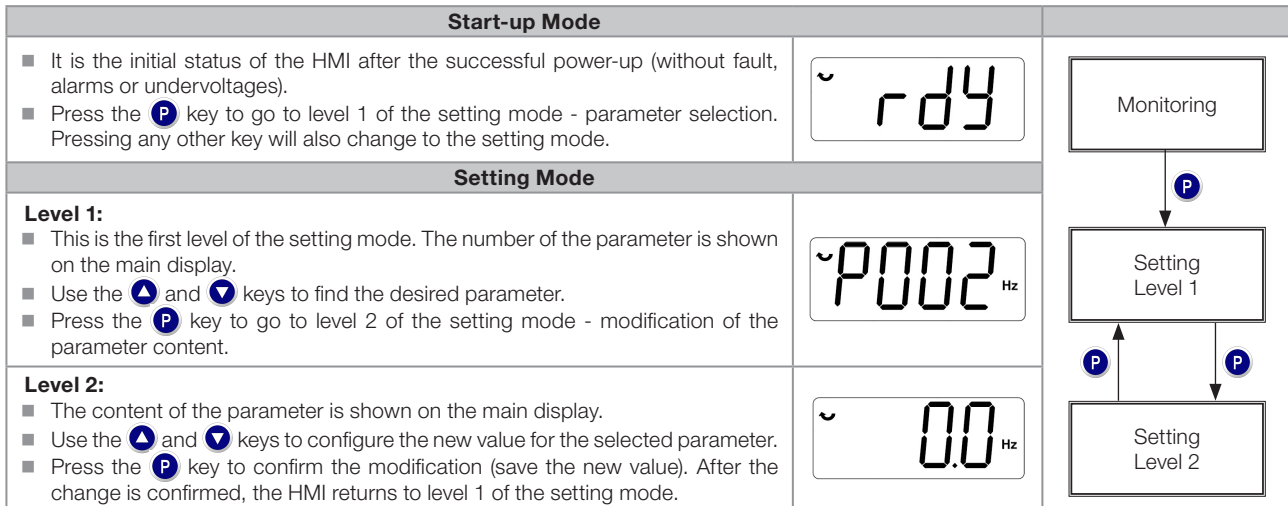 Start-up Mode
■ It is the initial status of the HMI after the successful power-up (without fault,
alarms or undervoltages).
■ Press the P key to go to level 1 of the setting mode - parameter selection.
Pressing any other key will also change to the setting mode.
rdY
Setting Mode
Level 1:
■ This is the first level of the setting mode. The number of the parameter is shown
on the main display.
■ Use the and keys to find the desired parameter.
■ Press the P key to go to level 2 of the setting mode - modification of the
parameter content.
P002 Hz
Level 2:
■ The content of the parameter is shown on the main display.
■ Use the and keys to configure the new value for the selected parameter.
■ Press the P key to confirm the modification (save the new value). After the
change is confirmed, the HMI returns to level 1 of the setting mode.
0.0 Hz
Monitoring
P
Setting
Level 1
P P
Setting
Level 2